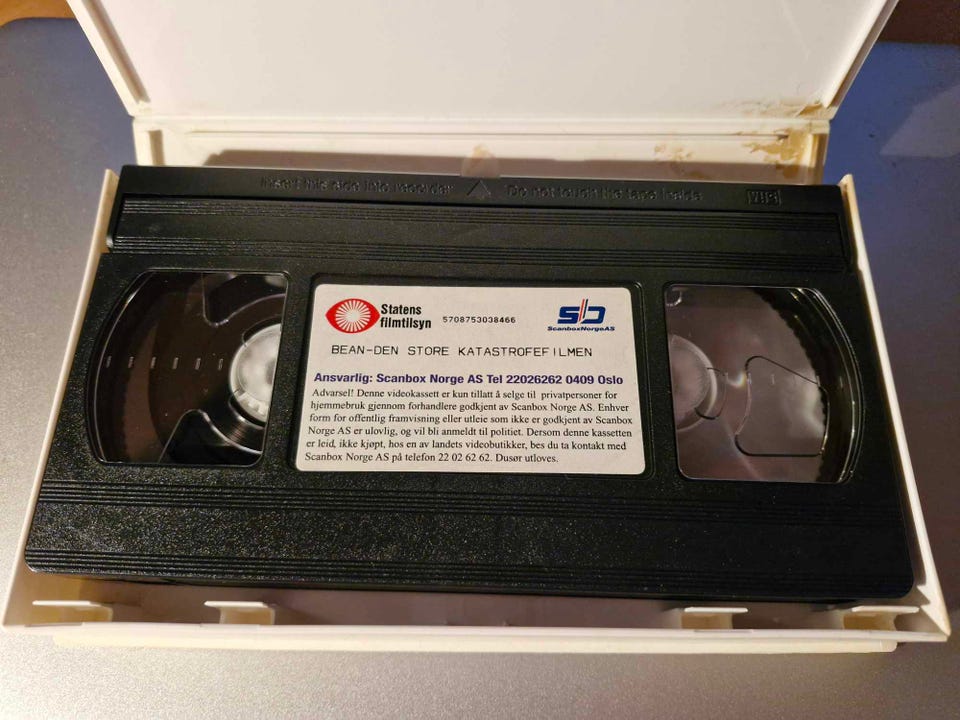 Insert this side into recorder Do not touch the tape inside VHS
Statens
filmtilsyn
5708753038466
SD
ScanboxNorgeAS
BEAN-DEN STORE KATASTROFEFILMEN
Ansvarlig: Scanbox Norge AS Tel 22026262 0409 Oslo
Advarsel! Denne videokassett er kun tillatt å selge til privatpersoner for
hjemmebruk gjennom forhandlere godkjent av Scanbox Norge AS. Enhver
form for offentlig framvisning eller utleie som ikke er godkjent av Scanbox
Norge AS er ulovlig, og vil bli anmeldt til politiet. Dersom denne kassetten
er leid, ikke kjøpt, hos en av landets videobutikker, bes du ta kontakt med
Scanbox Norge AS på telefon 22 02 62 62. Dusør utloves.